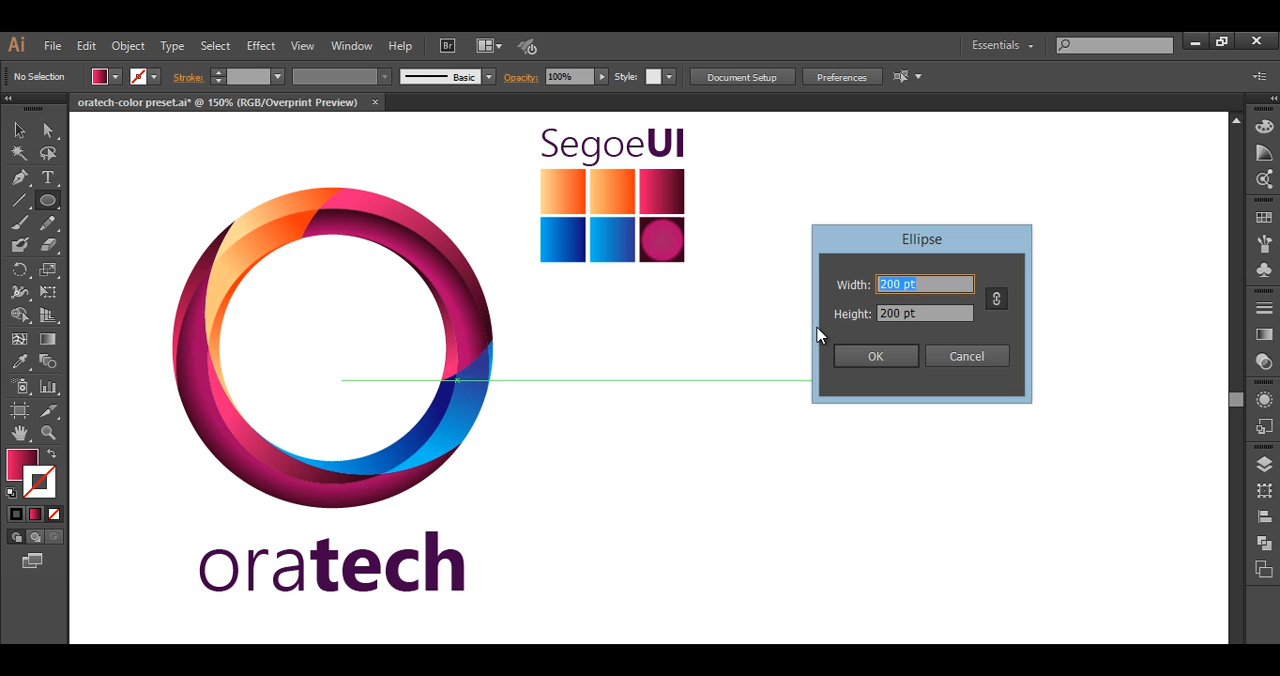 Ai File Edit Object Type Select Effect View Window Help Br Essentials
No Selection Stroke: Basic Opacity: 100% Style: Document Setup Preferences
oratech-color preset.ai* @ 150% (RGB/Overprint Preview)
SegoeUI
Ellipse
Width: 200 pt
Height: 200 pt
OK Cancel
oratech